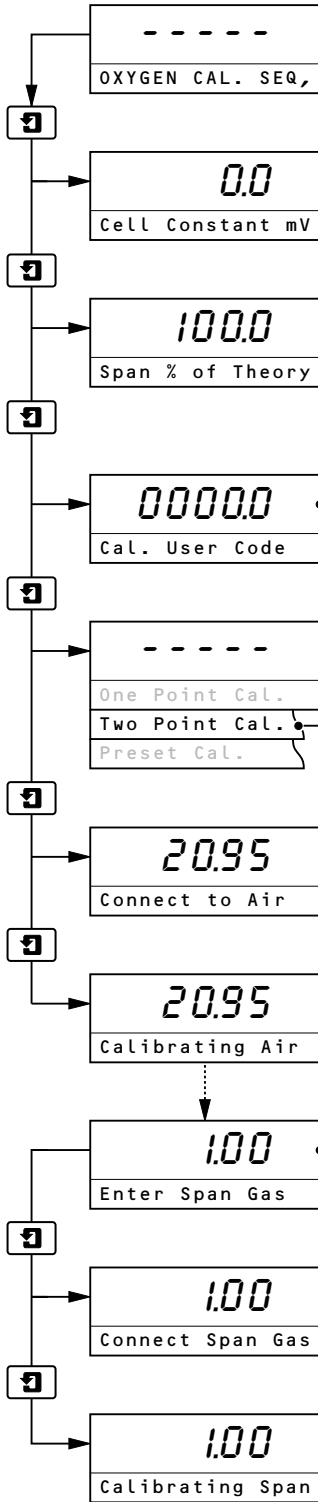 - - - - -
OXYGEN CAL. SEQ,
0.0
Cell Constant mV
100.0
Span % of Theory
0000.0
Cal. User Code
- - - - -
One Point Cal.
Two Point Cal.
Preset Cal.
20.95
Connect to Air
20.95
Calibrating Air
1.00
Enter Span Gas
1.00
Connect Span Gas
1.00
Calibrating Span